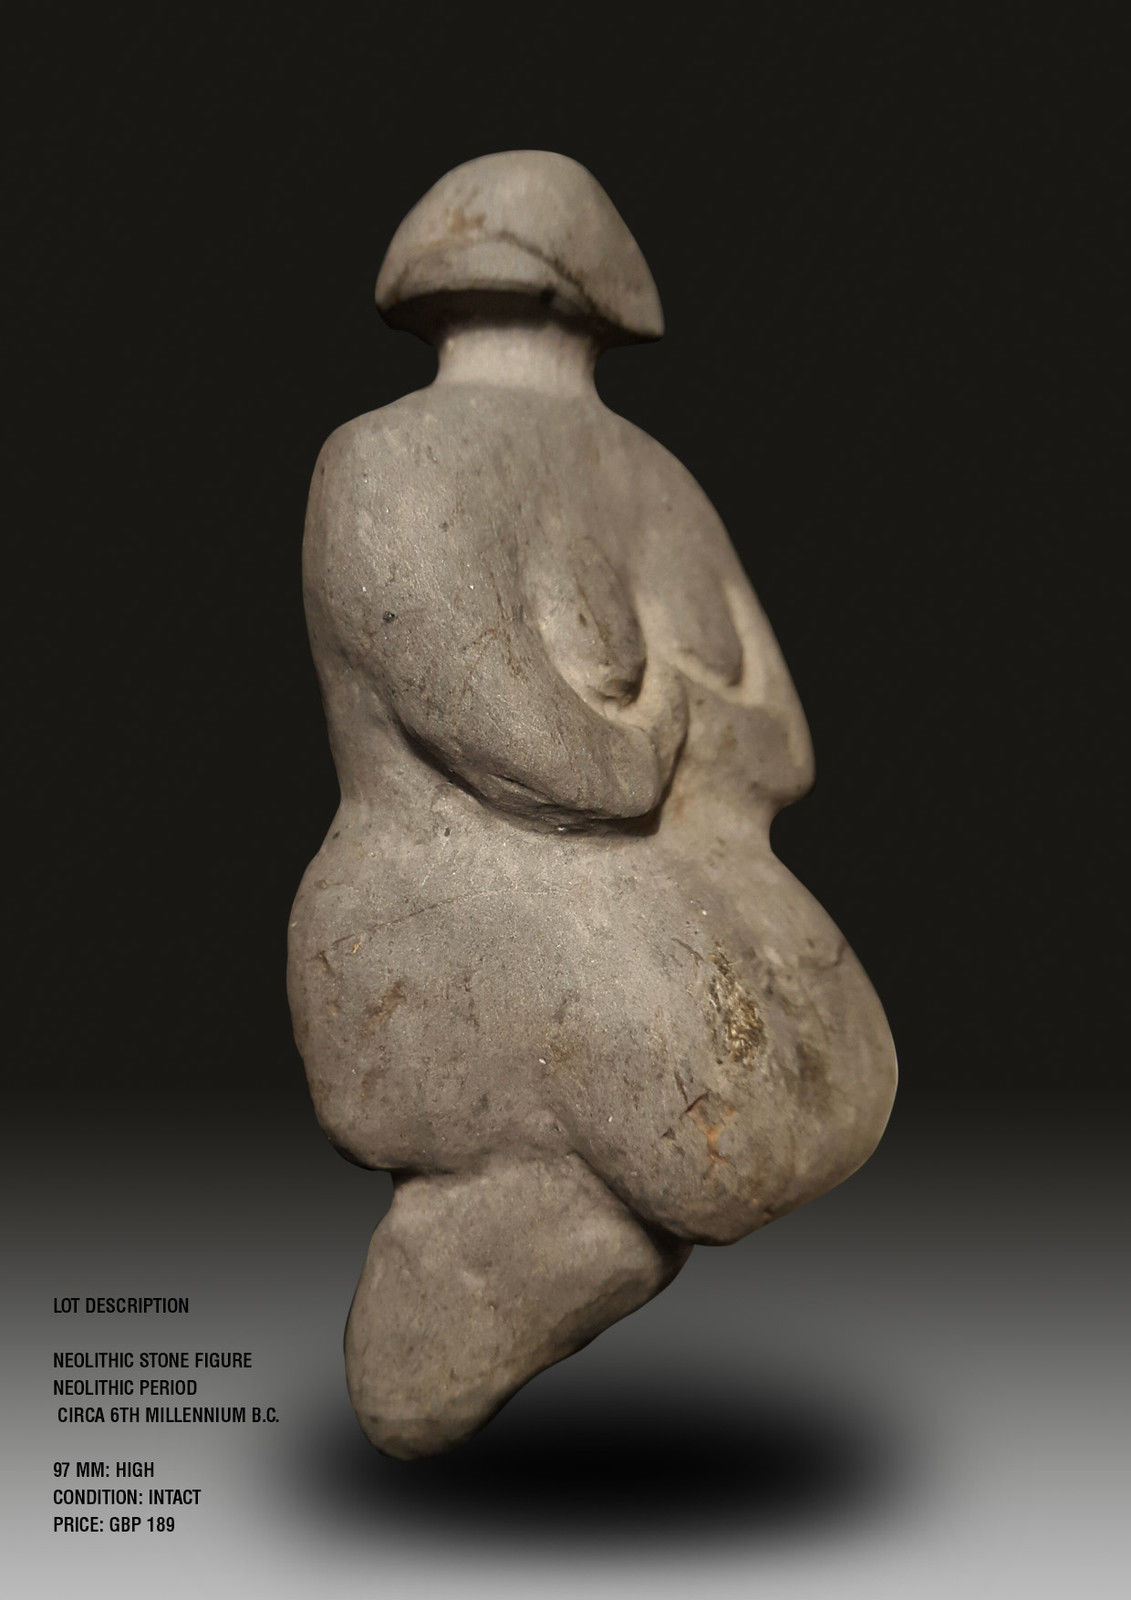 LOT DESCRIPTION
NEOLITHIC STONE FIGURE
NEOLITHIC PERIOD
CIRCA 6TH MILLENNIUM B.C.
97 MM: HIGH
CONDITION: INTACT
PRICE: GBP 189